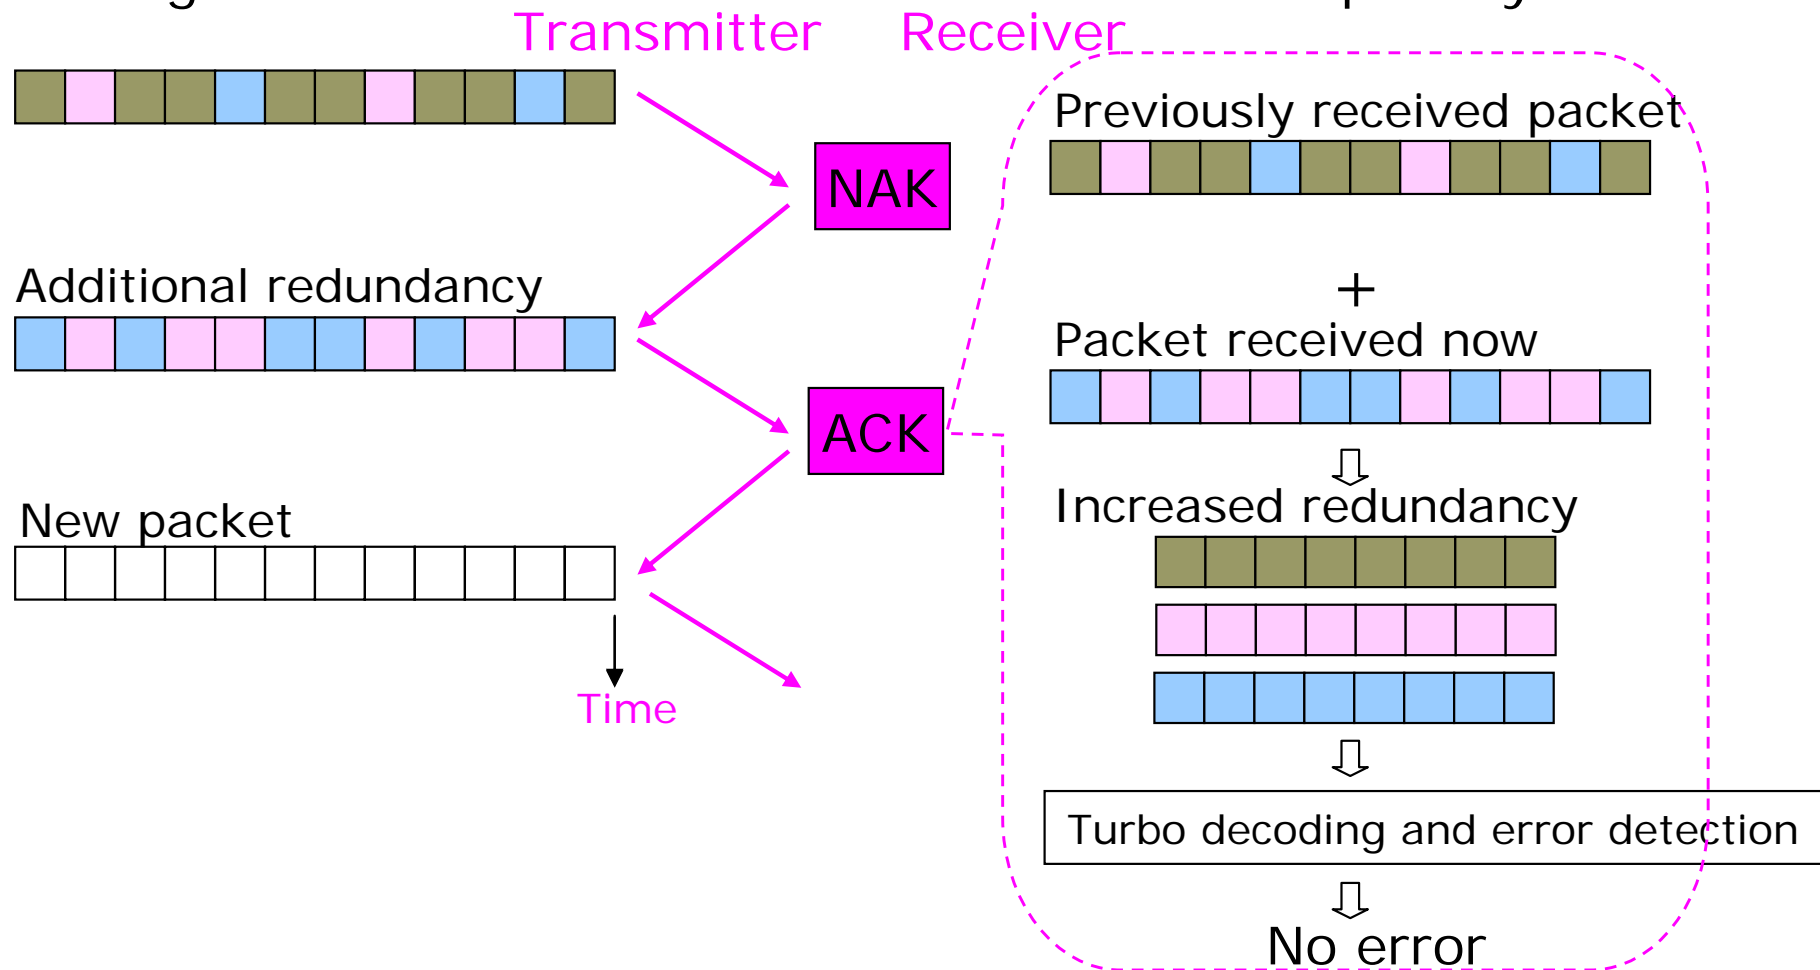 Transmitter Receiver
Previously received packet
NAK
Additional redundancy
+
Packet received now
ACK
New packet
Increased redundancy
Time
Turbo decoding and error detection
No error